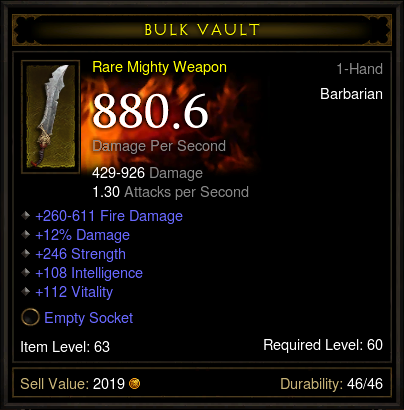 BULK VAULT
Rare Mighty Weapon
1-Hand
Barbarian
880.6
Damage Per Second
429-926 Damage
1.30 Attacks per Second
+260-611 Fire Damage
+12% Damage
+246 Strength
+108 Intelligence
+112 Vitality
Empty Socket
Item Level: 63
Required Level: 60
Sell Value: 2019
Durability: 46/46